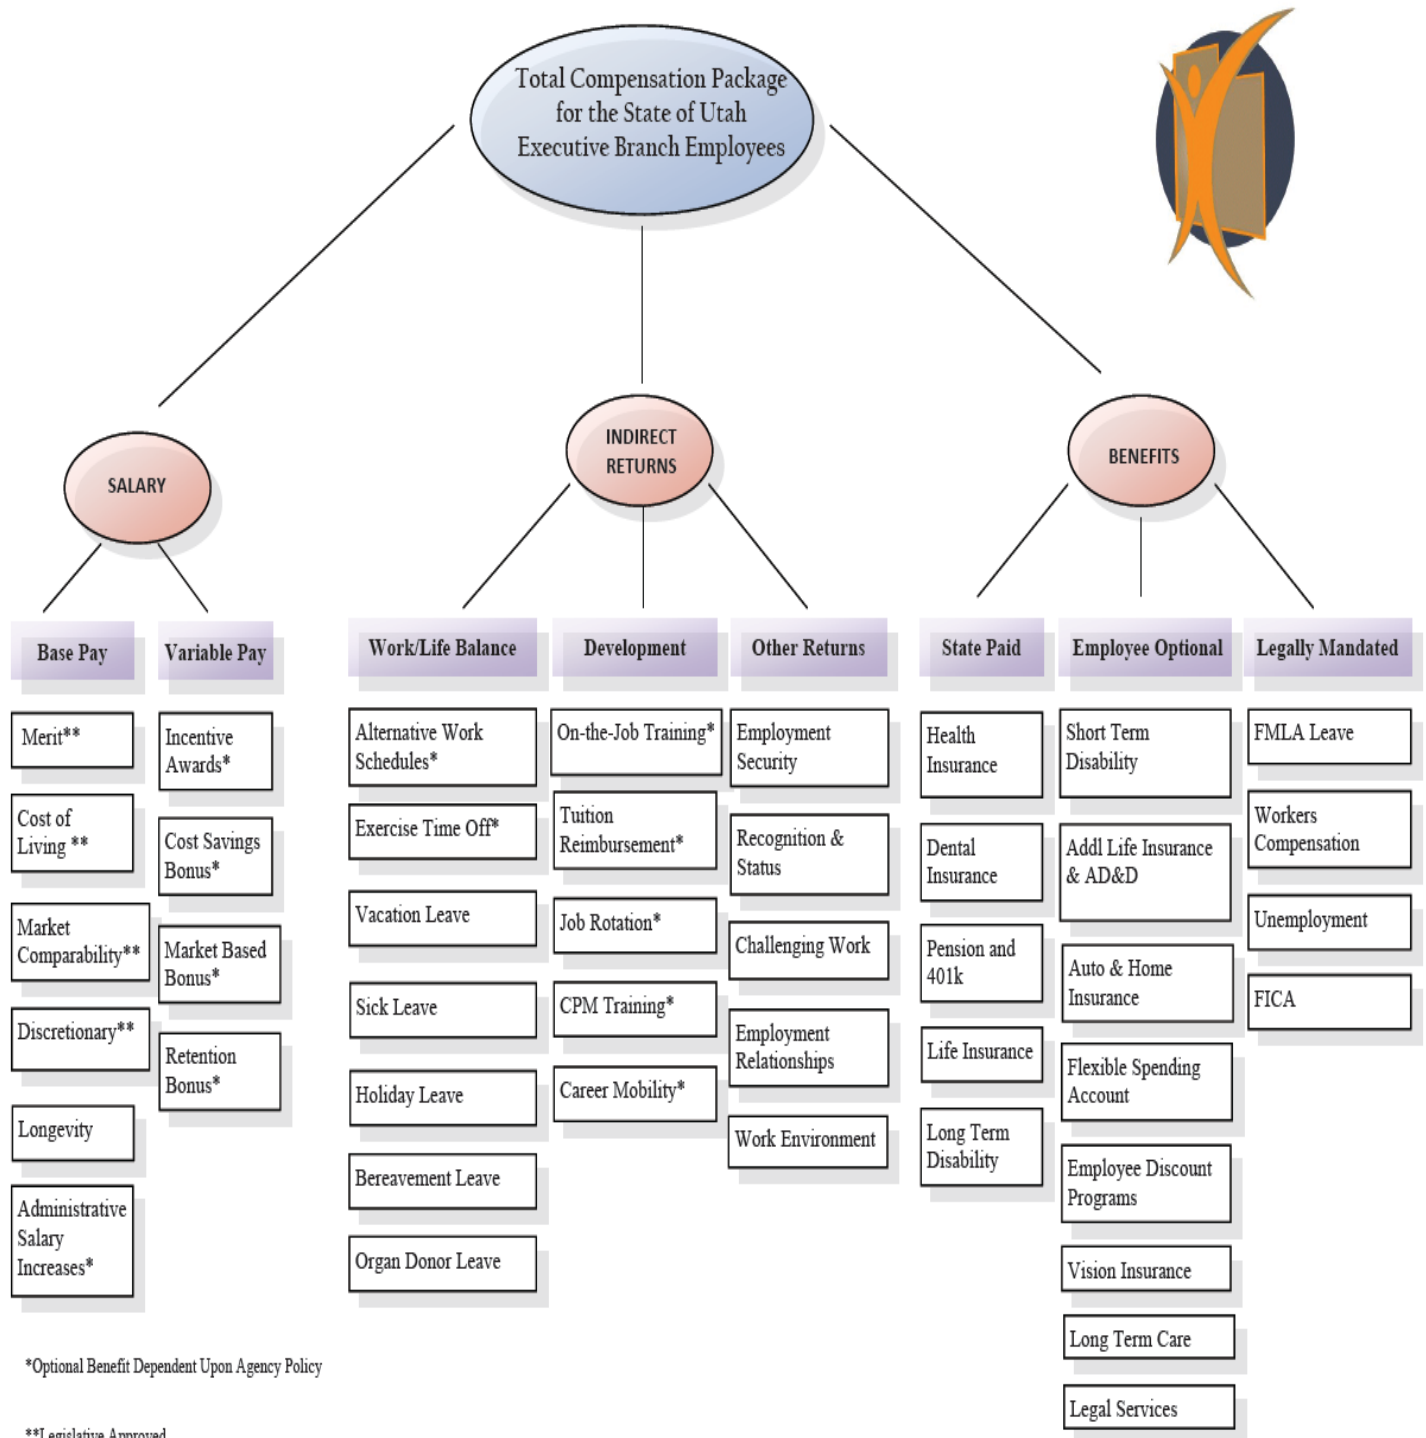 Total Compensation Package
for the State of Utah
Executive Branch Employees
SALARY
INDIRECT
RETURNS
BENEFITS
Base Pay
Merit**
Cost of
Living **
Market
Comparability**
Discretionary**
Longevity
Administrative
Salary
Increases*
Variable Pay
Incentive
Awards*
Cost Savings
Bonus*
Market Based
Bonus*
Retention
Bonus*
Work/Life Balance
Alternative Work
Schedules*
Exercise Time Off*
Vacation Leave
Sick Leave
Holiday Leave
Bereavement Leave
Organ Donor Leave
Development
On-the-Job Training*
Tuition
Reimbursement*
Job Rotation*
CPM Training*
Career Mobility*
Other Returns
Employment
Security
Recognition &
Status
Challenging Work
Employment
Relationships
Work Environment
State Paid
Health
Insurance
Dental
Insurance
Pension and
401k
Life Insurance
Long Term
Disability
Employee Optional
Short Term
Disability
Addl Life Insurance
& AD&D
Auto & Home
Insurance
Flexible Spending
Account
Employee Discount
Programs
Vision Insurance
Long Term Care
Legal Services
Legally Mandated
FMLA Leave
Workers
Compensation
Unemployment
FICA
*Optional Benefit Dependent Upon Agency Policy
**Legislative Approved